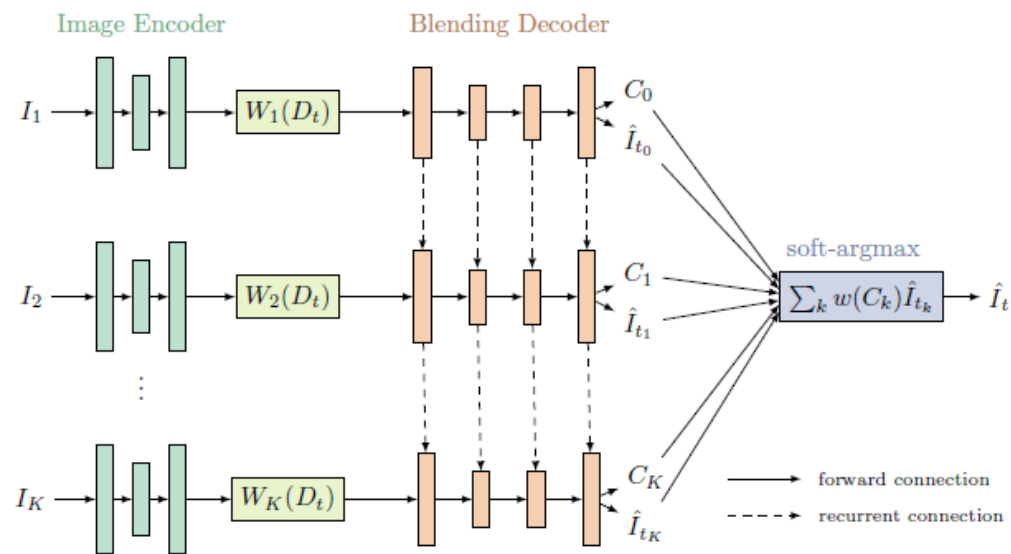 Image Encoder
Blending Decoder
I_1
W_1(D_t)
C_0
Î_{t_0}
soft-argmax
I_2
W_2(D_t)
C_1
Î_{t_1}
∑_k w(C_k)Î_{t_k}
Î_t
⋮
I_K
W_K(D_t)
C_K
Î_{t_K}
forward connection
recurrent connection